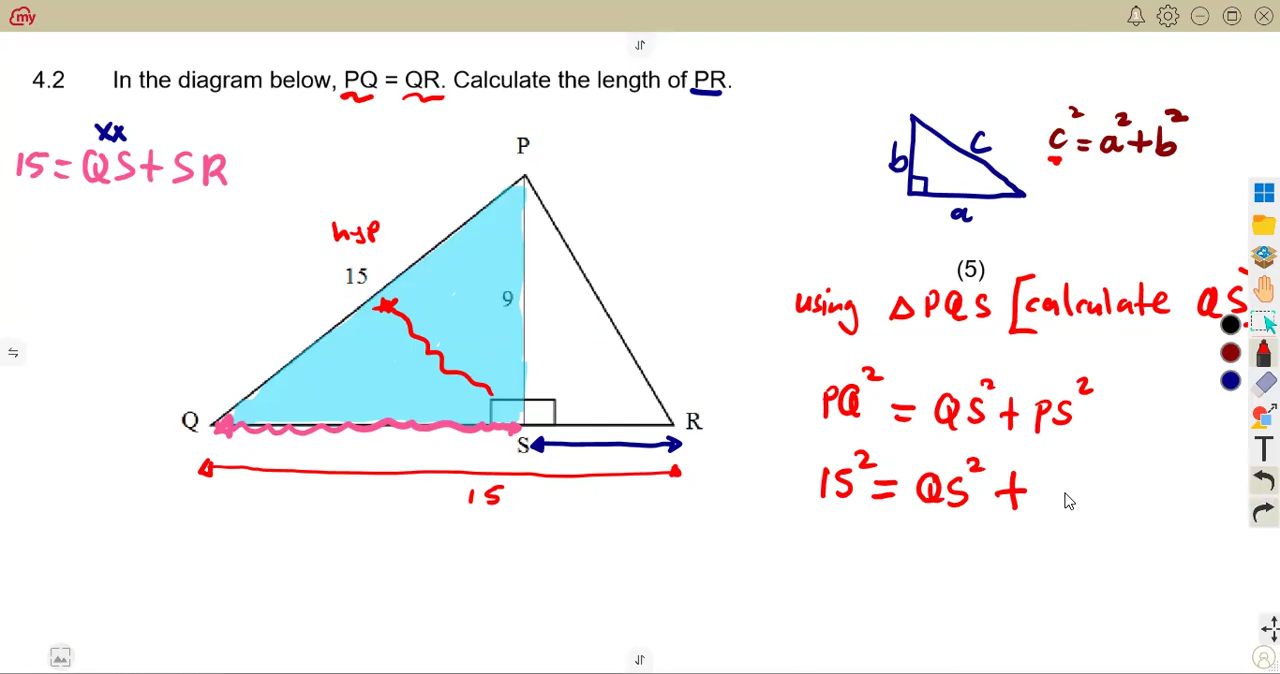 my
4.2 In the diagram below, PQ = QR. Calculate the length of PR.
xx
15 = QS + SR
P
hyp
15
9
Q
S
R
15
b
c
a
c² = a² + b²
(5)
using △PQS [calculate QS
PQ² = QS² + PS²
15² = QS² +
T